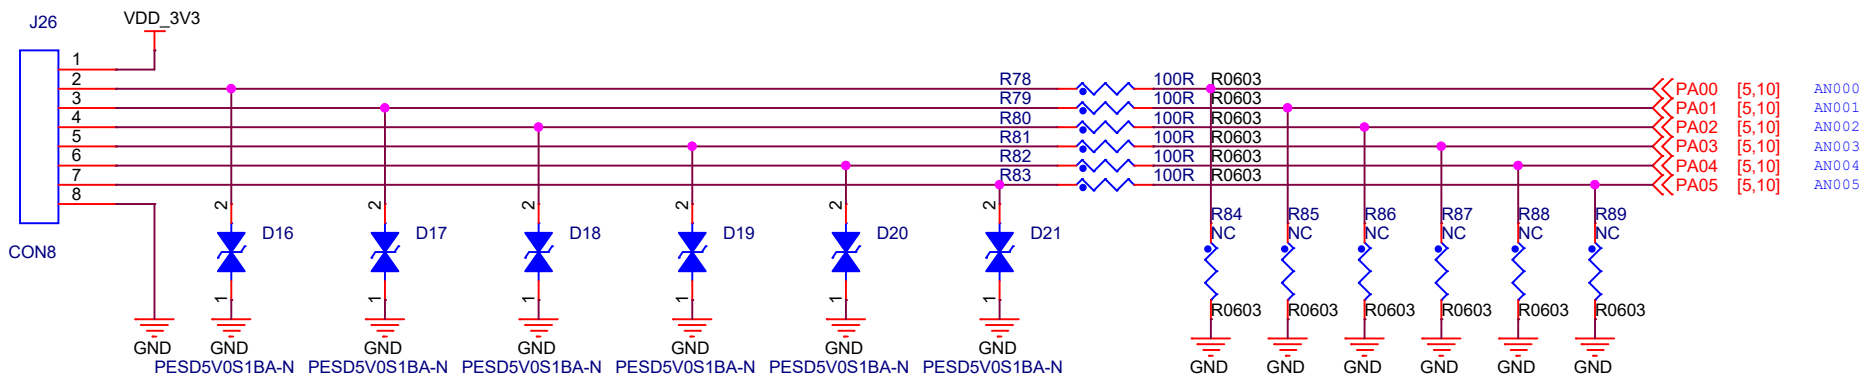 J26 VDD_3V3
1
2 R78 100R R0603 PA00 [5,10] AN000
3 R79 100R R0603 PA01 [5,10] AN001
4 R80 100R R0603 PA02 [5,10] AN002
5 R81 100R R0603 PA03 [5,10] AN003
6 R82 100R R0603 PA04 [5,10] AN004
7 R83 100R R0603 PA05 [5,10] AN005
8
2 2 2 2 2 2 R84 R85 R86 R87 R88 R89
D16 D17 D18 D19 D20 D21 NC NC NC NC NC NC
CON8
1 1 1 1 1 1 R0603 R0603 R0603 R0603 R0603 R0603
GND GND GND GND GND GND GND
PESD5V0S1BA-N PESD5V0S1BA-N PESD5V0S1BA-N PESD5V0S1BA-N PESD5V0S1BA-N PESD5V0S1BA-N GND GND GND GND GND GND